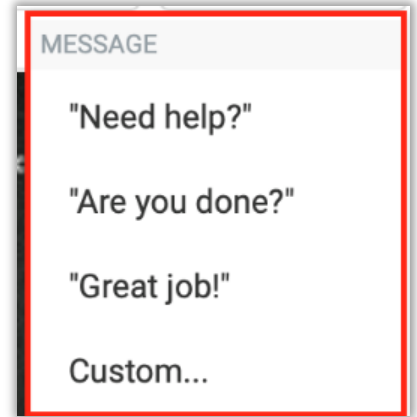 MESSAGE
"Need help?"
"Are you done?"
"Great job!"
Custom...